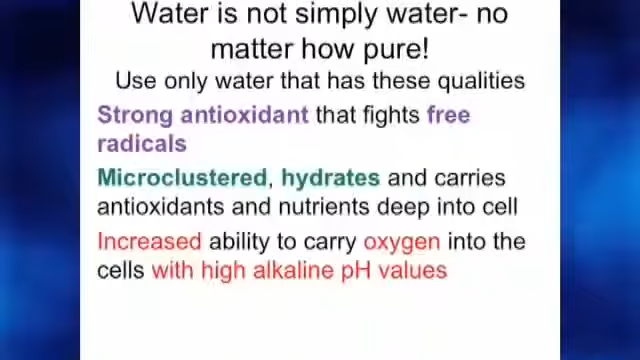 Water is not simply water- no
matter how pure!
Use only water that has these qualities
Strong antioxidant that fights free
radicals
Microclustered, hydrates and carries
antioxidants and nutrients deep into cell
Increased ability to carry oxygen into the
cells with high alkaline pH values